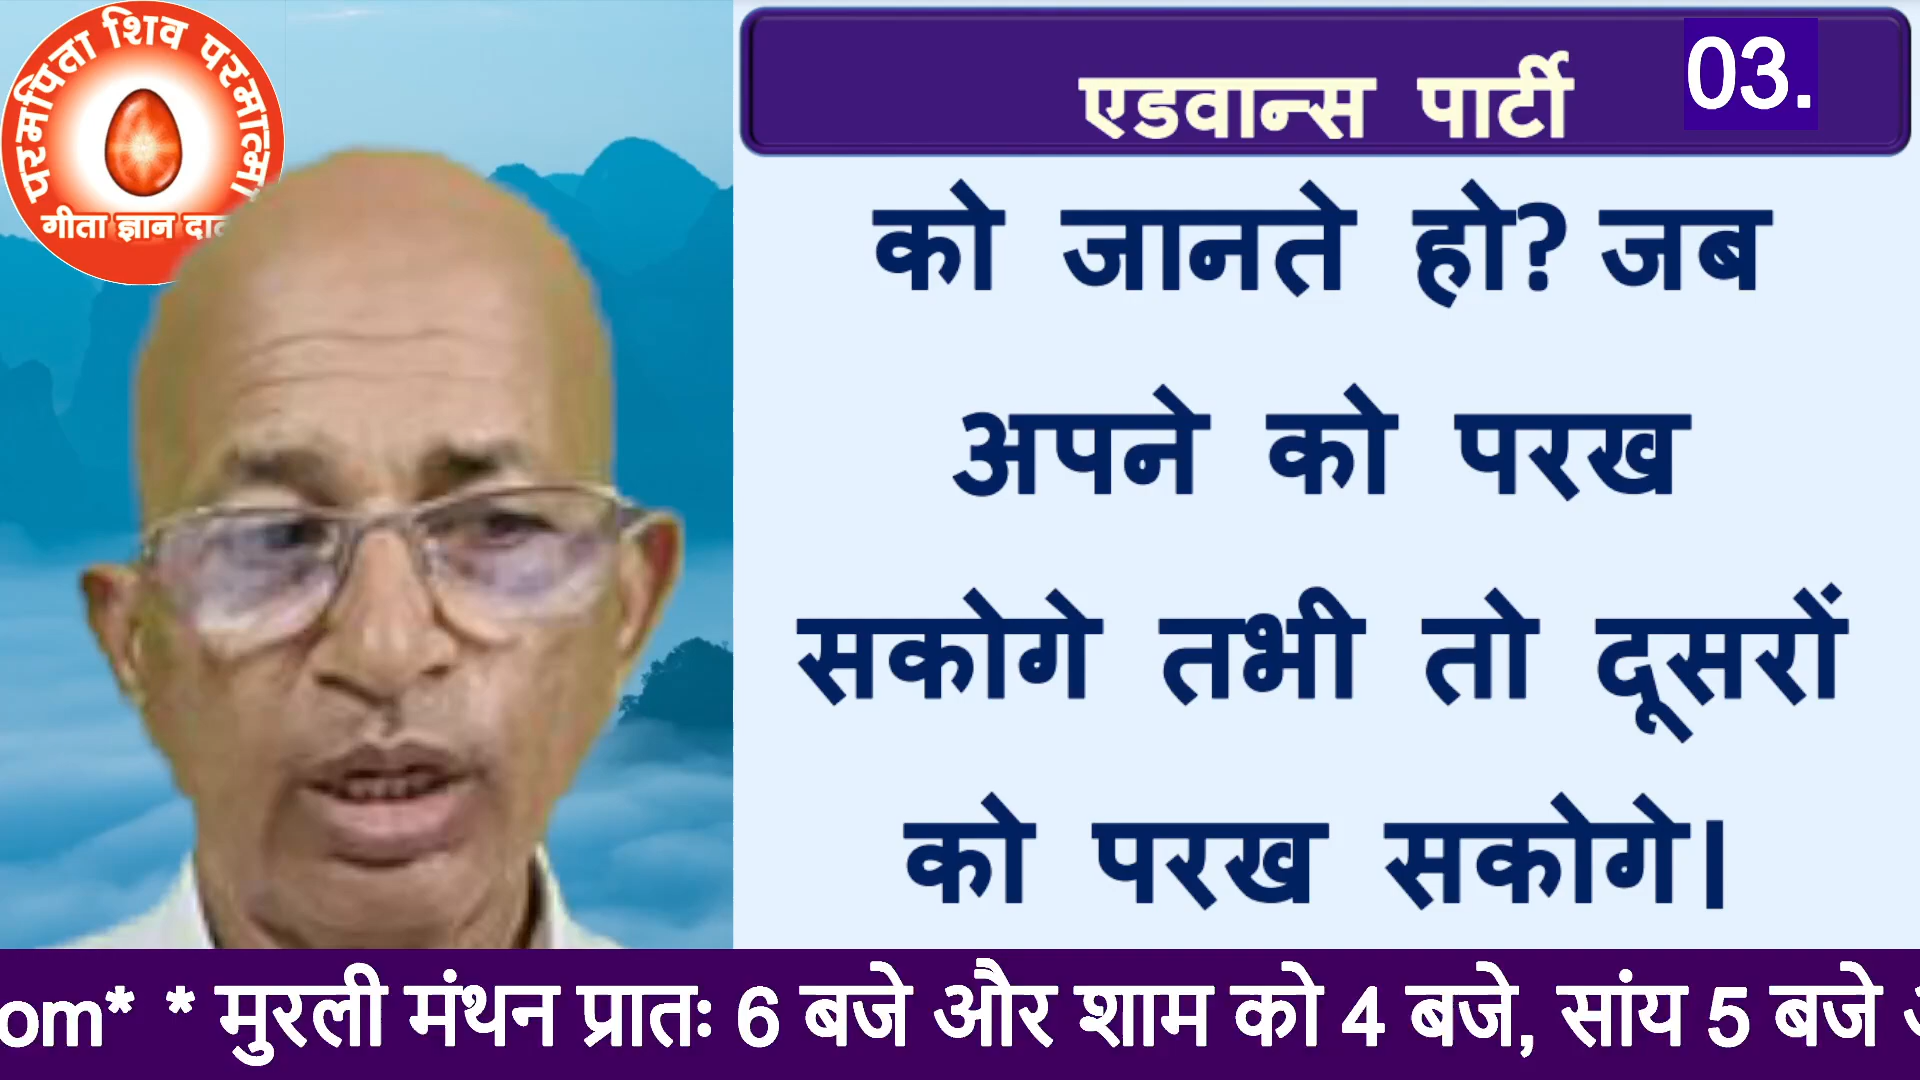 परमपिता शिव परमात्मा
गीता ज्ञान
एडवान्स पार्टी
03.
को जानते हो? जब
अपने को परख
सकोगे तभी तो दूसरों
को परख सकोगे।
om* * मुरली मंथन प्रातः 6 बजे और शाम को 4 बजे, सांय 5 बजे